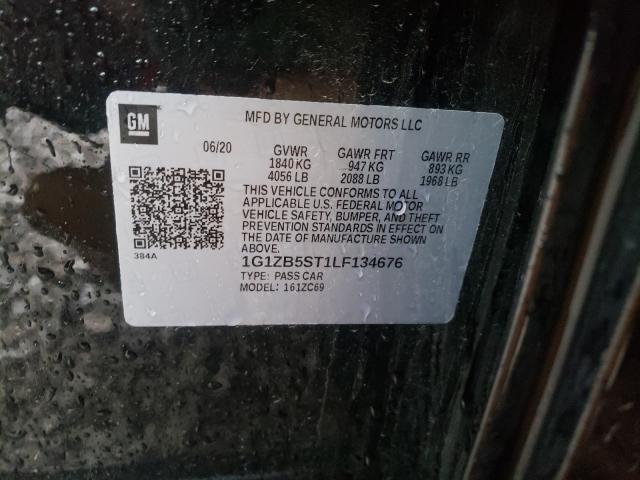 GM
MFD BY GENERAL MOTORS LLC
06/20 GVWR GAWR FRT GAWR RR
1840 KG 947 KG 893 KG
4056 LB 2088 LB 1968 LB
THIS VEHICLE CONFORMS TO ALL
APPLICABLE U.S. FEDERAL MOTOR
VEHICLE SAFETY, BUMPER, AND THEFT
PREVENTION STANDARDS IN EFFECT ON
THE DATE OF MANUFACTURE SHOWN
ABOVE.
384A
1G1ZB5ST1LF134676
TYPE: PASS CAR
MODEL: 161ZC69